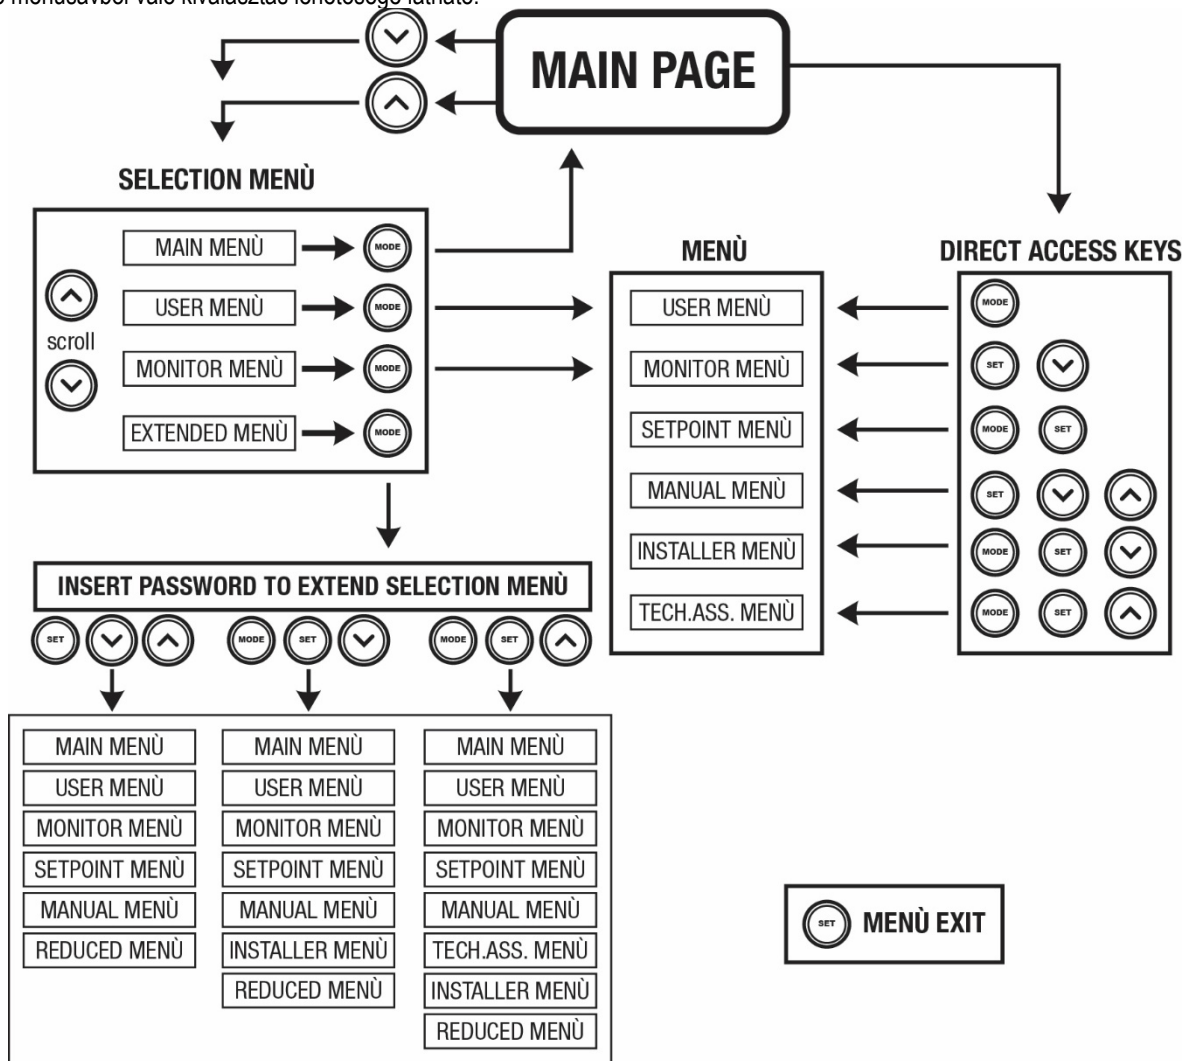 menüsávból való kiválasztás lehetősége látható.
MAIN PAGE
SELECTION MENÙ
MAIN MENÙ
MODE
USER MENÙ
MODE
scroll
MONITOR MENÙ
MODE
EXTENDED MENÙ
MODE
MENÙ
USER MENÙ
MONITOR MENÙ
SETPOINT MENÙ
MANUAL MENÙ
INSTALLER MENÙ
TECH.ASS. MENÙ
DIRECT ACCESS KEYS
MODE
SET
MODE SET
SET
MODE SET
MODE SET
INSERT PASSWORD TO EXTEND SELECTION MENÙ
SET
MODE SET
MODE SET
MAIN MENÙ
USER MENÙ
MONITOR MENÙ
SETPOINT MENÙ
MANUAL MENÙ
REDUCED MENÙ
MAIN MENÙ
USER MENÙ
MONITOR MENÙ
SETPOINT MENÙ
MANUAL MENÙ
INSTALLER MENÙ
REDUCED MENÙ
MAIN MENÙ
USER MENÙ
MONITOR MENÙ
SETPOINT MENÙ
MANUAL MENÙ
TECH.ASS. MENÙ
INSTALLER MENÙ
REDUCED MENÙ
SET MENÙ EXIT